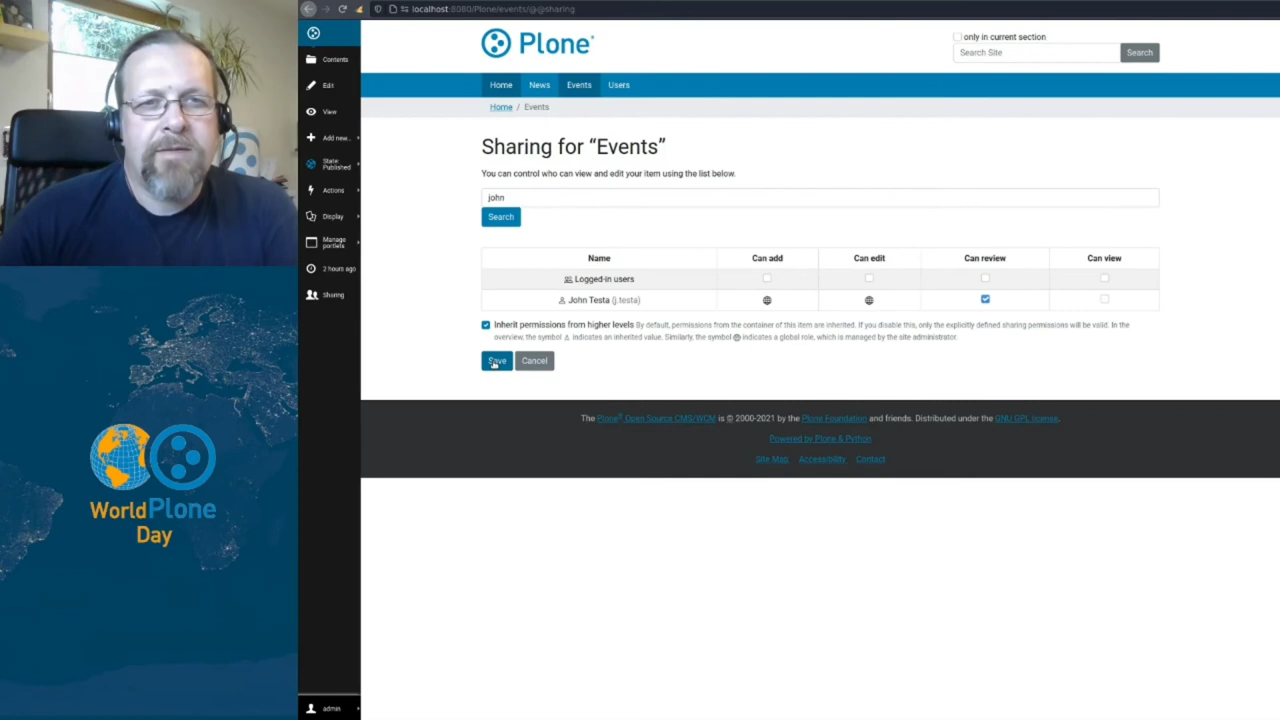 localhost:8080/Plone/events/@@sharing
Plone®
only in current section
Search Site
Search
Home
News
Events
Users
Home / Events
Contents
Edit
View
Add new...
State:
Published
Actions
Display
Manage
portlets
2 hours ago
Sharing
admin
Sharing for “Events”
You can control who can view and edit your item using the list below.
john
Search
Name Can add Can edit Can review Can view
Logged-in users
John Testa (j.testa)
Inherit permissions from higher levels By default, permissions from the container of this item are inherited. If you disable this, only the explicitly defined sharing permissions will be valid. In the
overview, the symbol indicates an inherited value. Similarly, the symbol indicates a global role, which is managed by the site administrator.
Save
Cancel
The Plone® Open Source CMS/WCM is © 2000-2021 by the Plone Foundation and friends. Distributed under the GNU GPL license.
Powered by Plone & Python
Site Map Accessibility Contact
WorldPlone
Day